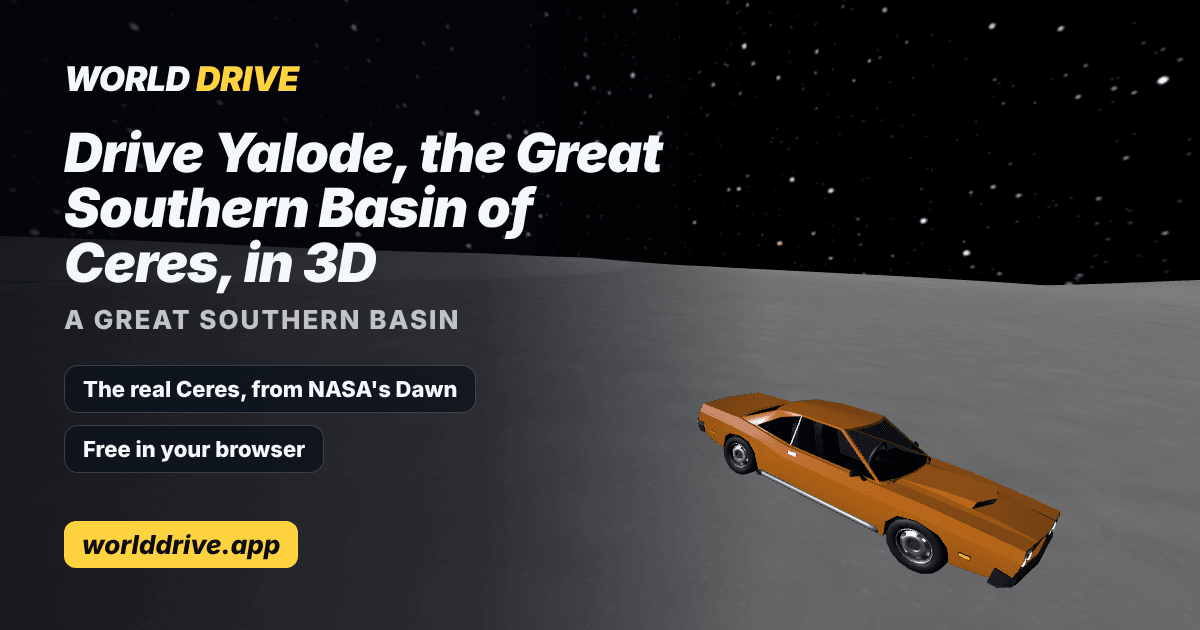 WORLD DRIVE
Drive Yalode, the Great
Southern Basin of
Ceres, in 3D
A GREAT SOUTHERN BASIN
The real Ceres, from NASA's Dawn
Free in your browser
worlddrive.app